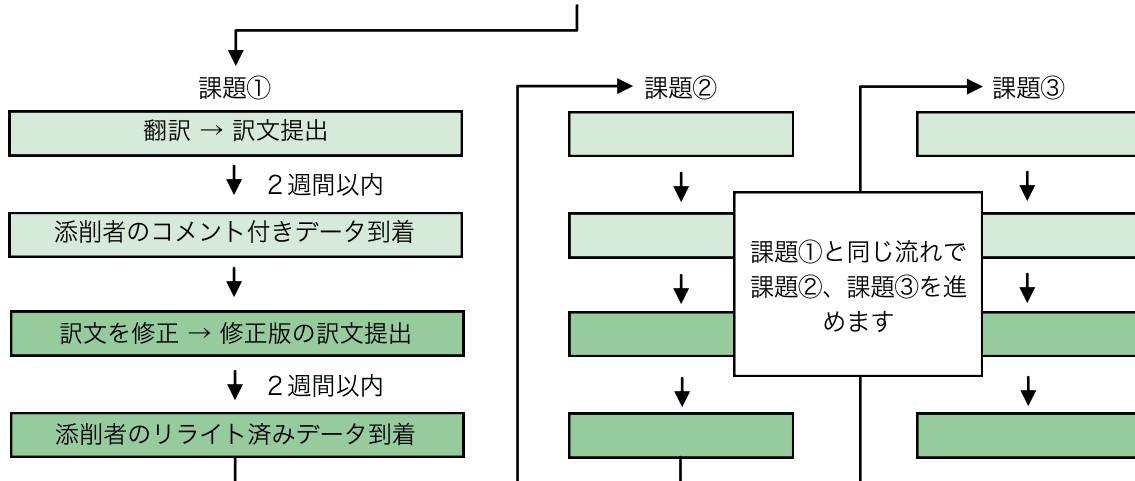 課題①
翻訳 → 訳文提出
２週間以内
添削者のコメント付きデータ到着
訳文を修正 → 修正版の訳文提出
２週間以内
添削者のリライト済みデータ到着
課題②
課題③
課題①と同じ流れで
課題②、課題③を進
めます